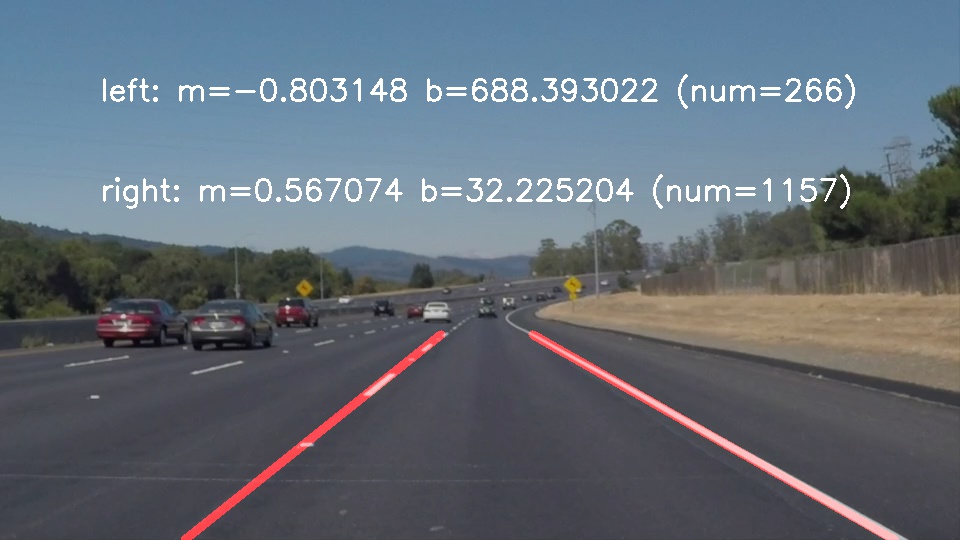 left: m=-0.803148 b=688.393022 (num=266)
right: m=0.567074 b=32.225204 (num=1157)